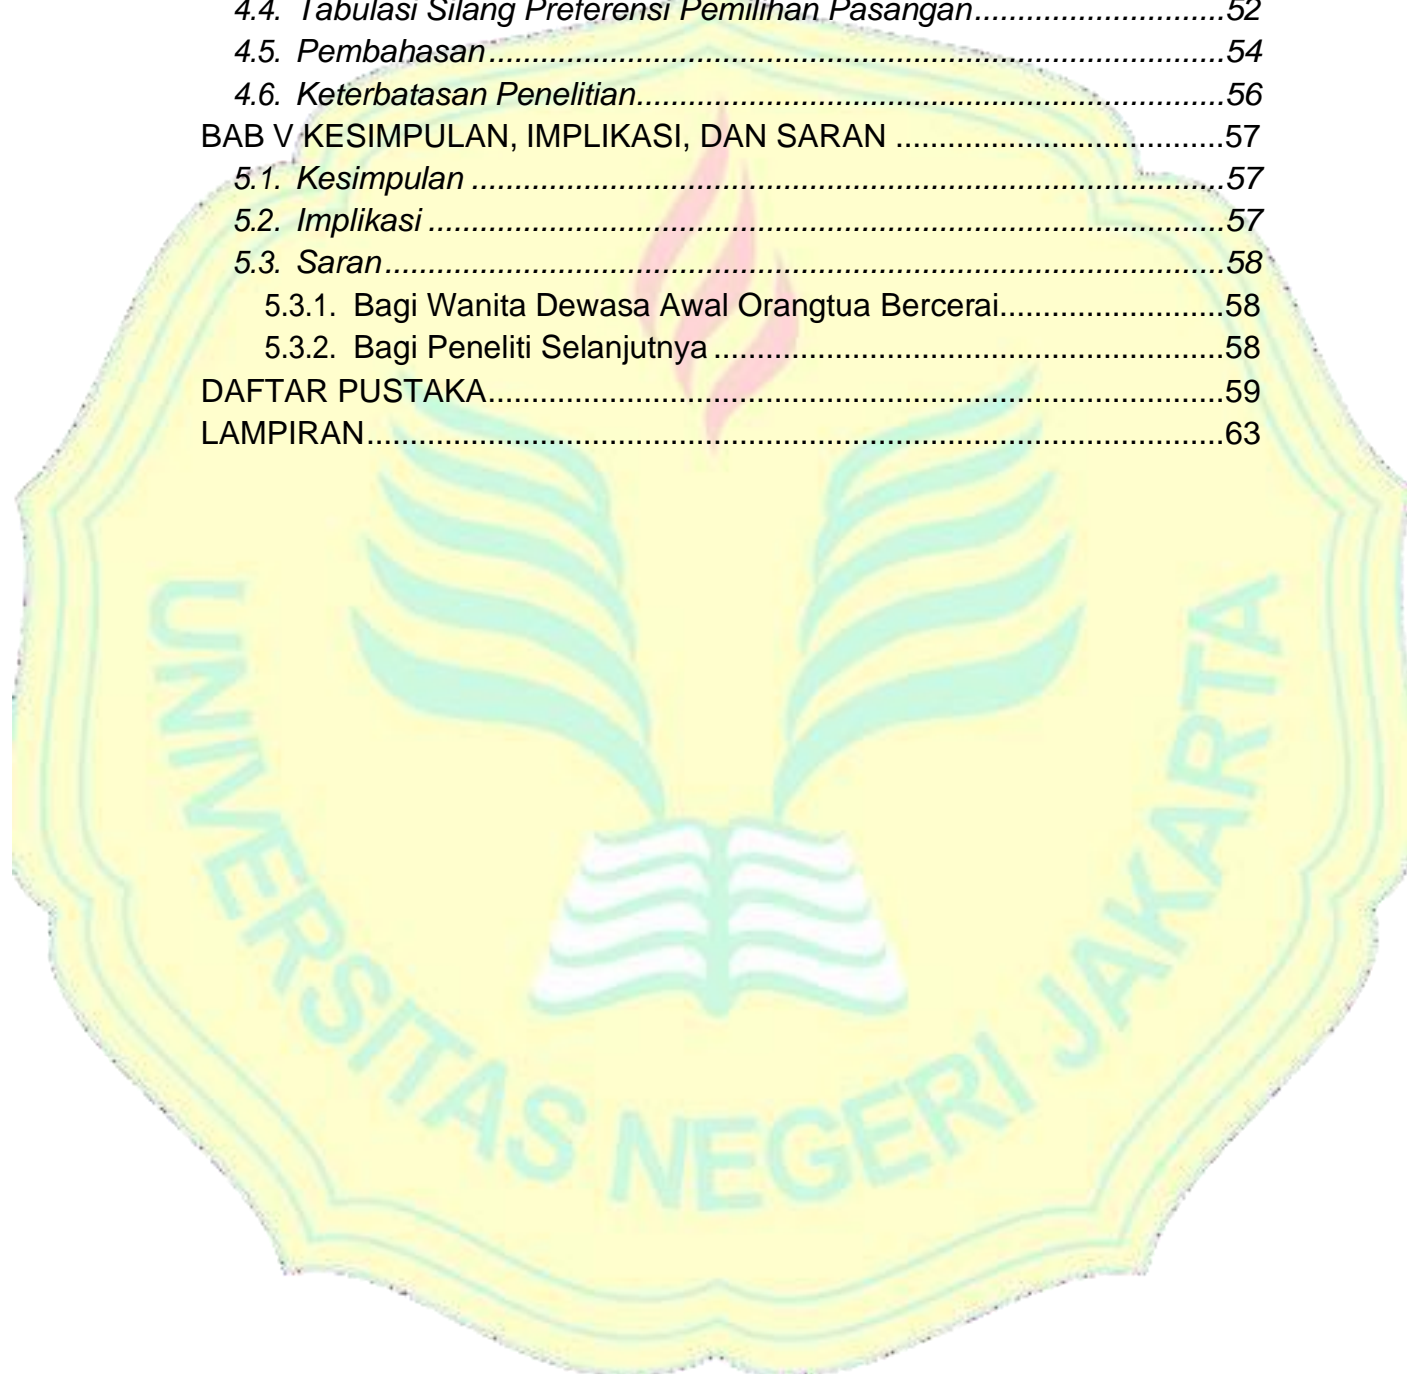 4.4. Tabulasi Silang Preferensi Pemilihan Pasangan............................52
4.5. Pembahasan....................................................................................54
4.6. Keterbatasan Penelitian...................................................................56
BAB V KESIMPULAN, IMPLIKASI, DAN SARAN .....................................57
5.1. Kesimpulan ......................................................................................57
5.2. Implikasi ...........................................................................................57
5.3. Saran................................................................................................58
5.3.1. Bagi Wanita Dewasa Awal Orangtua Bercerai.........................58
5.3.2. Bagi Peneliti Selanjutnya ..........................................................58
DAFTAR PUSTAKA....................................................................................59
LAMPIRAN..................................................................................................63
UNIVERSITAS NEGERI JAKARTA